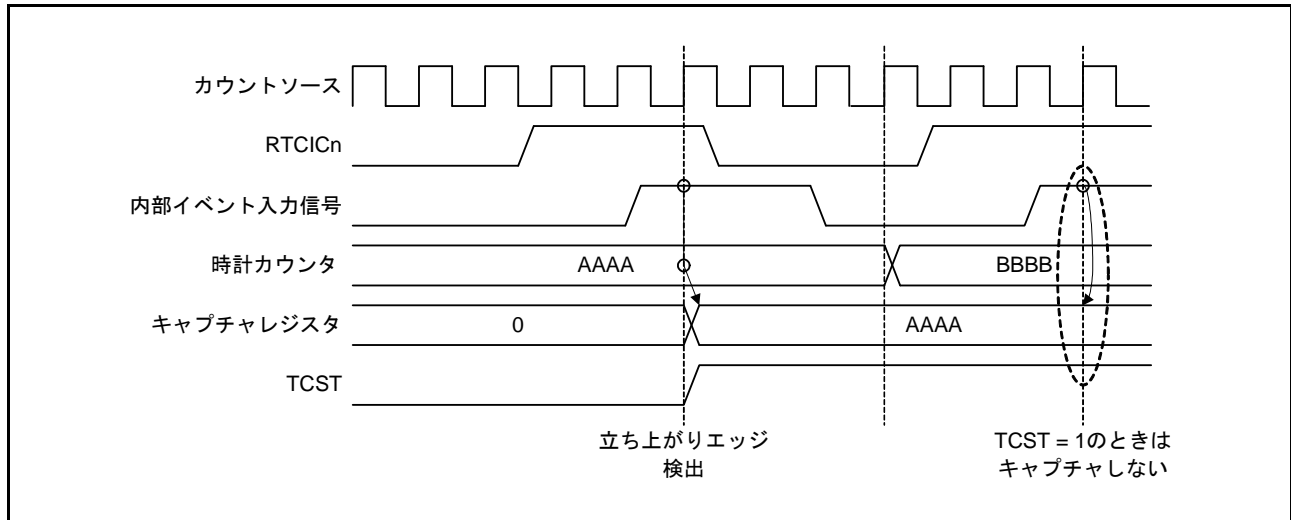 カウントソース
RTCICn
内部イベント入力信号
時計カウンタ
AAAA
BBBB
キャプチャレジスタ
0
AAAA
TCST
立ち上がりエッジ
検出
TCST = 1のときは
キャプチャしない